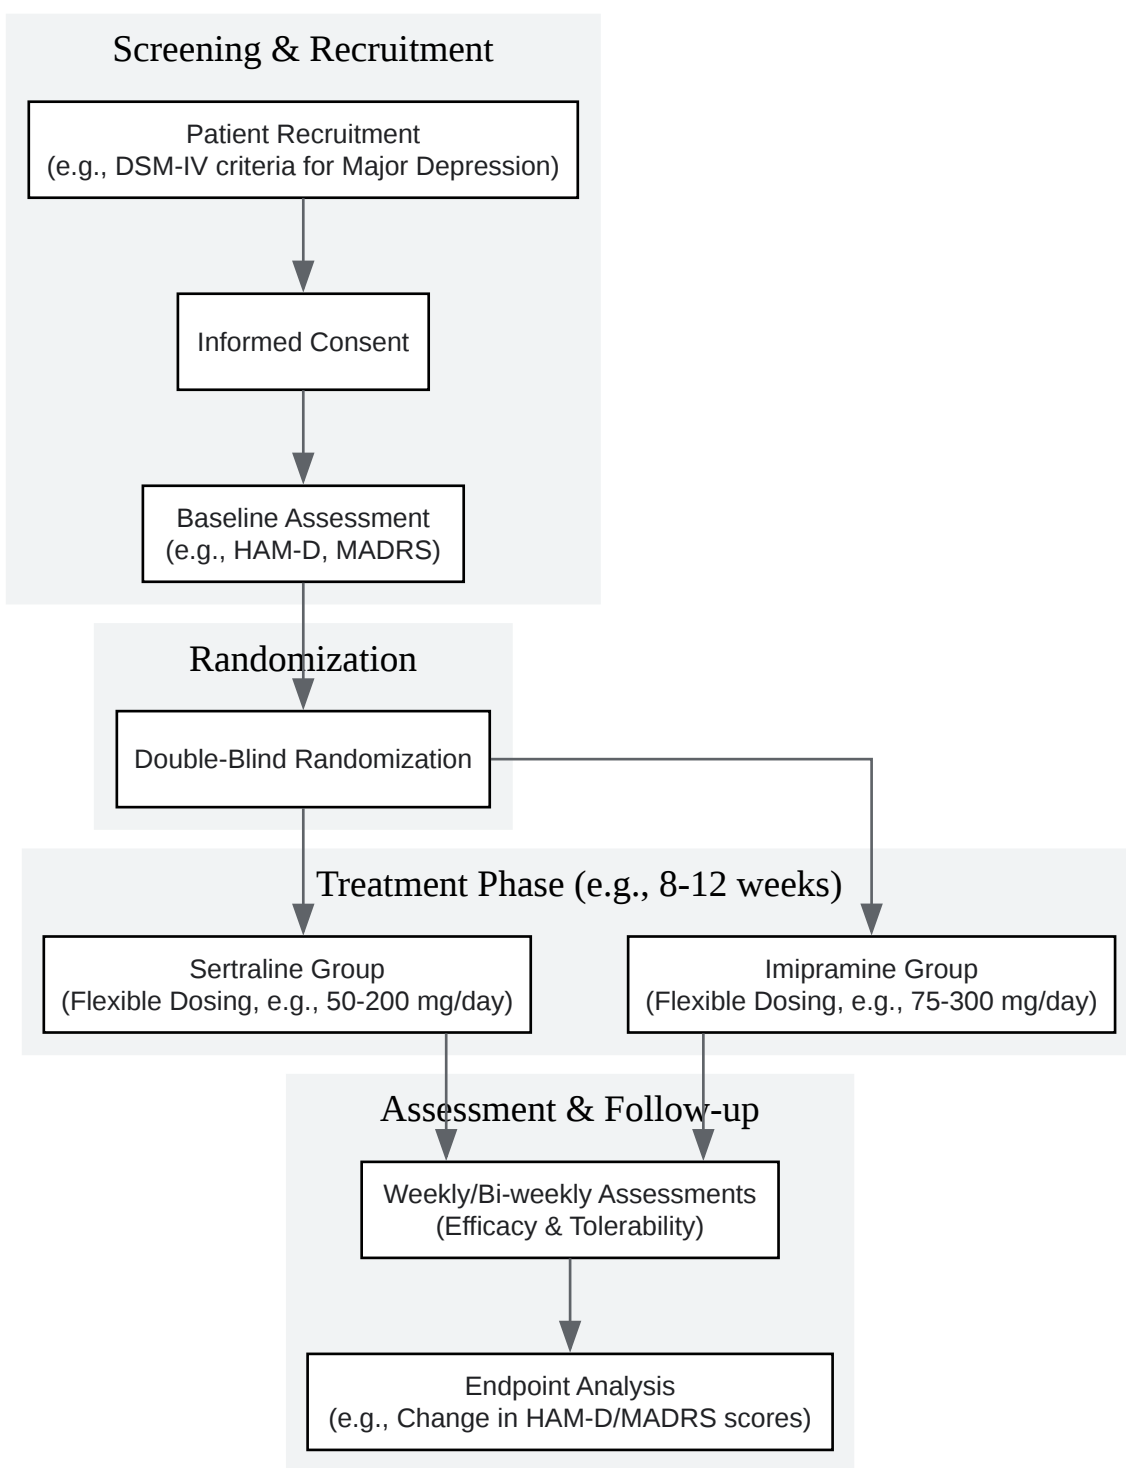 Screening & Recruitment
Patient Recruitment
(e.g., DSM-IV criteria for Major Depression)
Informed Consent
Baseline Assessment
(e.g., HAM-D, MADRS)
Randomization
Double-Blind Randomization
Treatment Phase (e.g., 8-12 weeks)
Sertraline Group
(Flexible Dosing, e.g., 50-200 mg/day)
Imipramine Group
(Flexible Dosing, e.g., 75-300 mg/day)
Assessment & Follow-up
Weekly/Bi-weekly Assessments
(Efficacy & Tolerability)
Endpoint Analysis
(e.g., Change in HAM-D/MADRS scores)